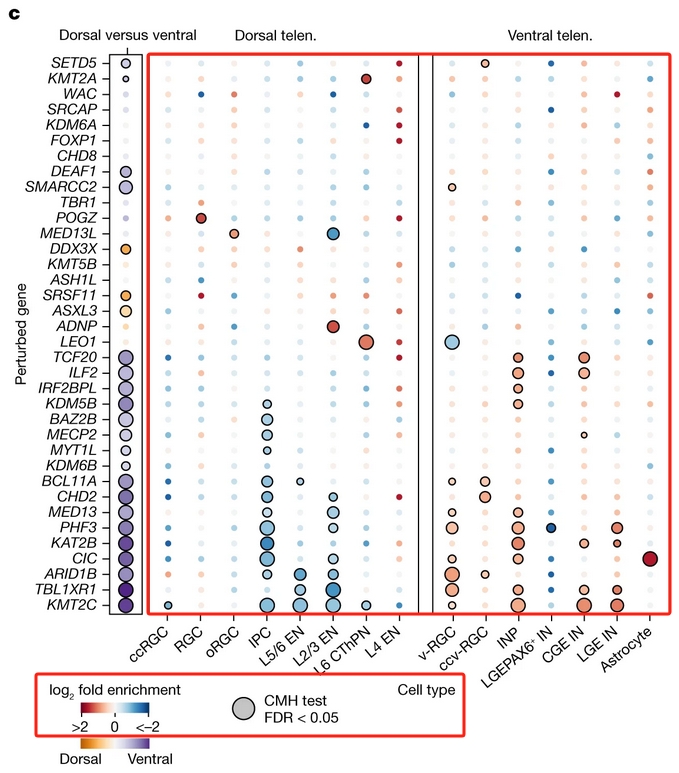 c
Dorsal versus ventral
Dorsal telen.
Ventral telen.
Perturbed gene
SETD5
KMT2A
WAC
SRCAP
KDM6A
FOXP1
CHD8
DEAF1
SMARCC2
TBR1
POGZ
MED13L
DDX3X
KMT5B
ASH1L
SRSF11
ASXL3
ADNP
LEO1
TCF20
ILF2
IRF2BPL
KDM5B
BAZ2B
MECP2
MYT1L
KDM6B
BCL11A
CHD2
MED13
PHF3
KAT2B
CIC
ARID1B
TBL1XR1
KMT2C
ccRGC
RGC
oRGC
IPC
L5/6 EN
L2/3 EN
L6 CThPN
L4 EN
v-RGC
ccv-RGC
INP
LGEPAX6⁺ IN
CGE IN
LGE IN
Astrocyte
Cell type
log₂ fold enrichment
>2 0 <–2
CMH test
FDR < 0.05
Dorsal Ventral